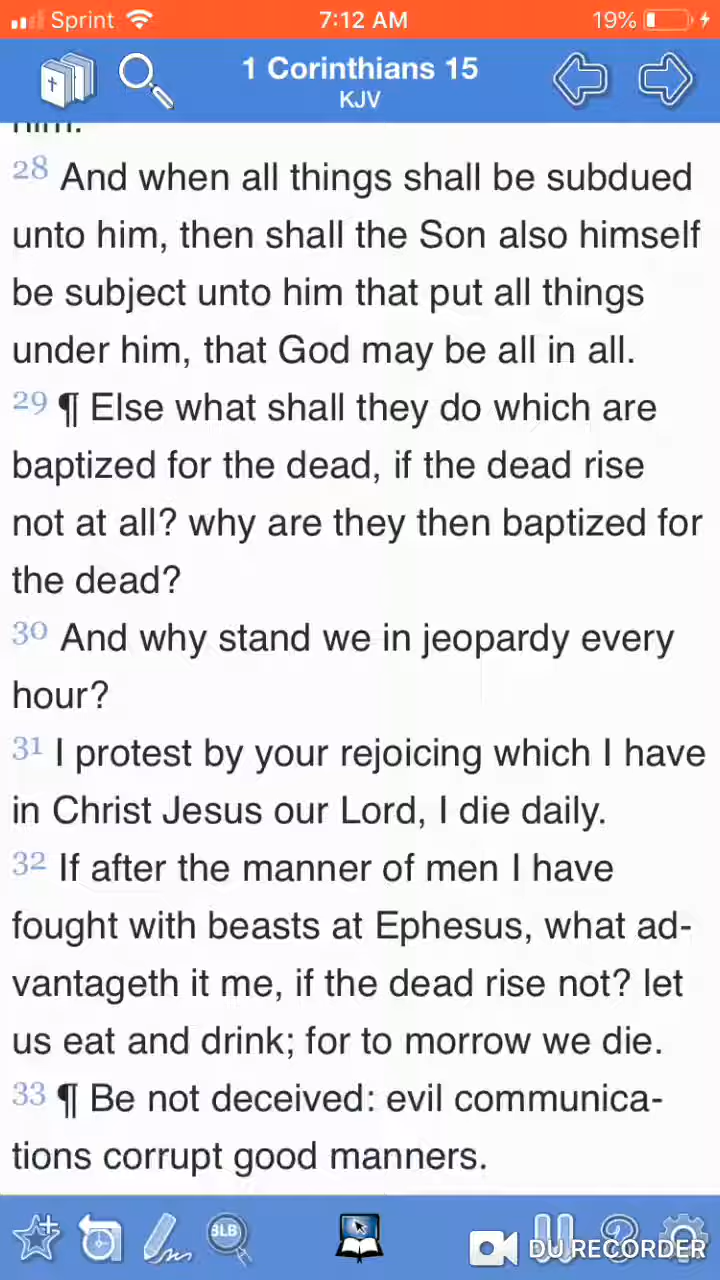 Sprint 7:12 AM 19%
1 Corinthians 15
KJV
him.
28 And when all things shall be subdued
unto him, then shall the Son also himself
be subject unto him that put all things
under him, that God may be all in all.
29 ¶ Else what shall they do which are
baptized for the dead, if the dead rise
not at all? why are they then baptized for
the dead?
30 And why stand we in jeopardy every
hour?
31 I protest by your rejoicing which I have
in Christ Jesus our Lord, I die daily.
32 If after the manner of men I have
fought with beasts at Ephesus, what ad-
vantageth it me, if the dead rise not? let
us eat and drink; for to morrow we die.
33 ¶ Be not deceived: evil communica-
tions corrupt good manners.
BLB
DU RECORDER